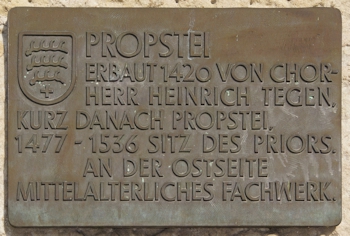 PROPSTEI
ERBAUT 1420 VON CHOR-
HERR HEINRICH TEGEN,
KURZ DANACH PROPSTEI,
1477 - 1536 SITZ DES PRIORS.
AN DER OSTSEITE
MITTELALTERLICHES FACHWERK.